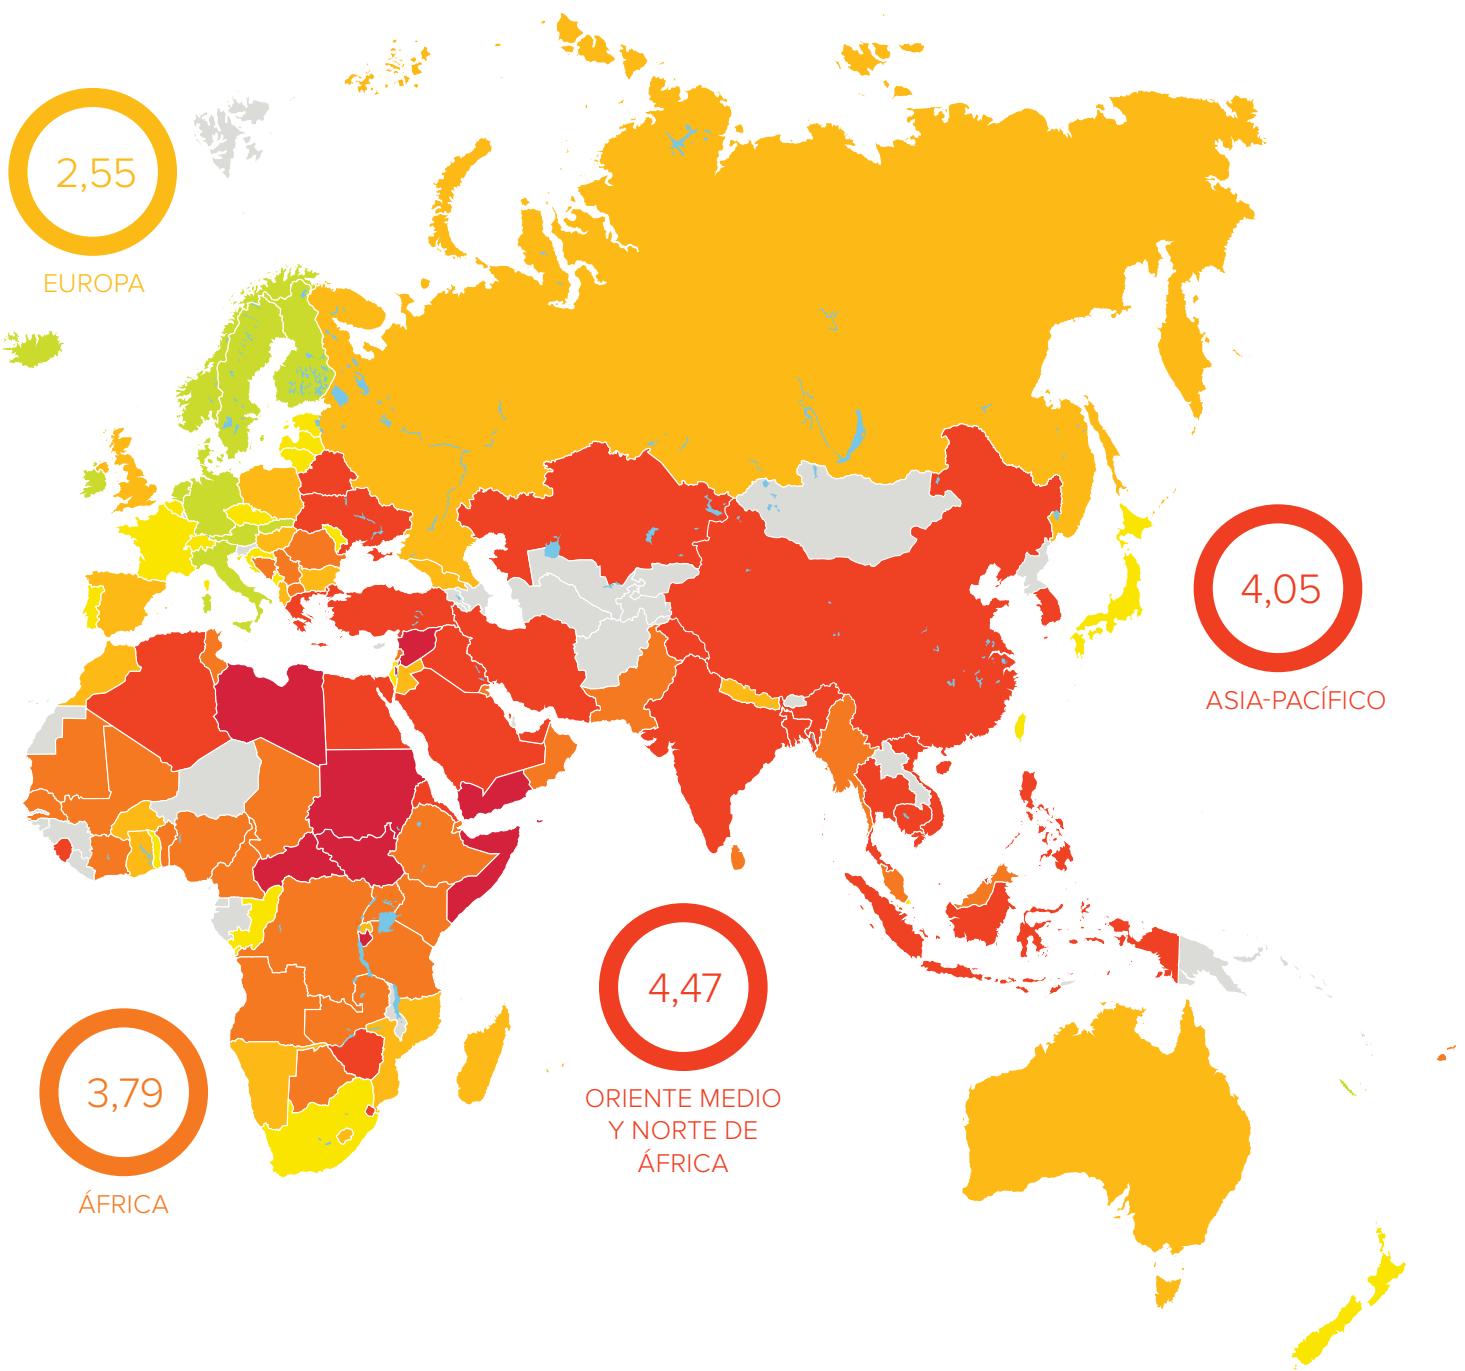 2,55
EUROPA
4,05
ASIA-PACÍFICO
4,47
ORIENTE MEDIO
Y NORTE DE
ÁFRICA
3,79
ÁFRICA